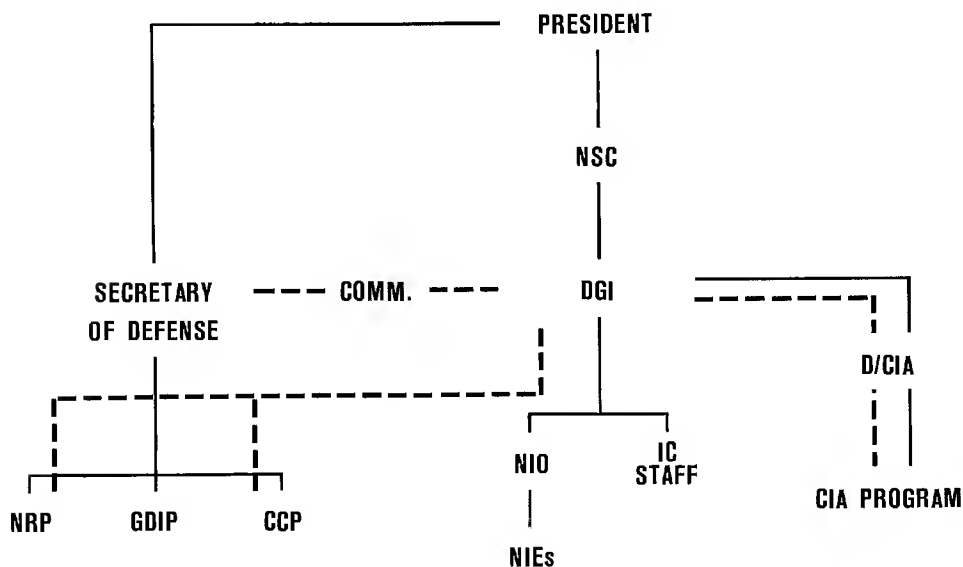 PRESIDENT
NSC
SECRETARY
OF DEFENSE
COMM.
DGI
D/CIA
NIO
IC
STAFF
NRP
GDIP
CCP
CIA PROGRAM
NIEs